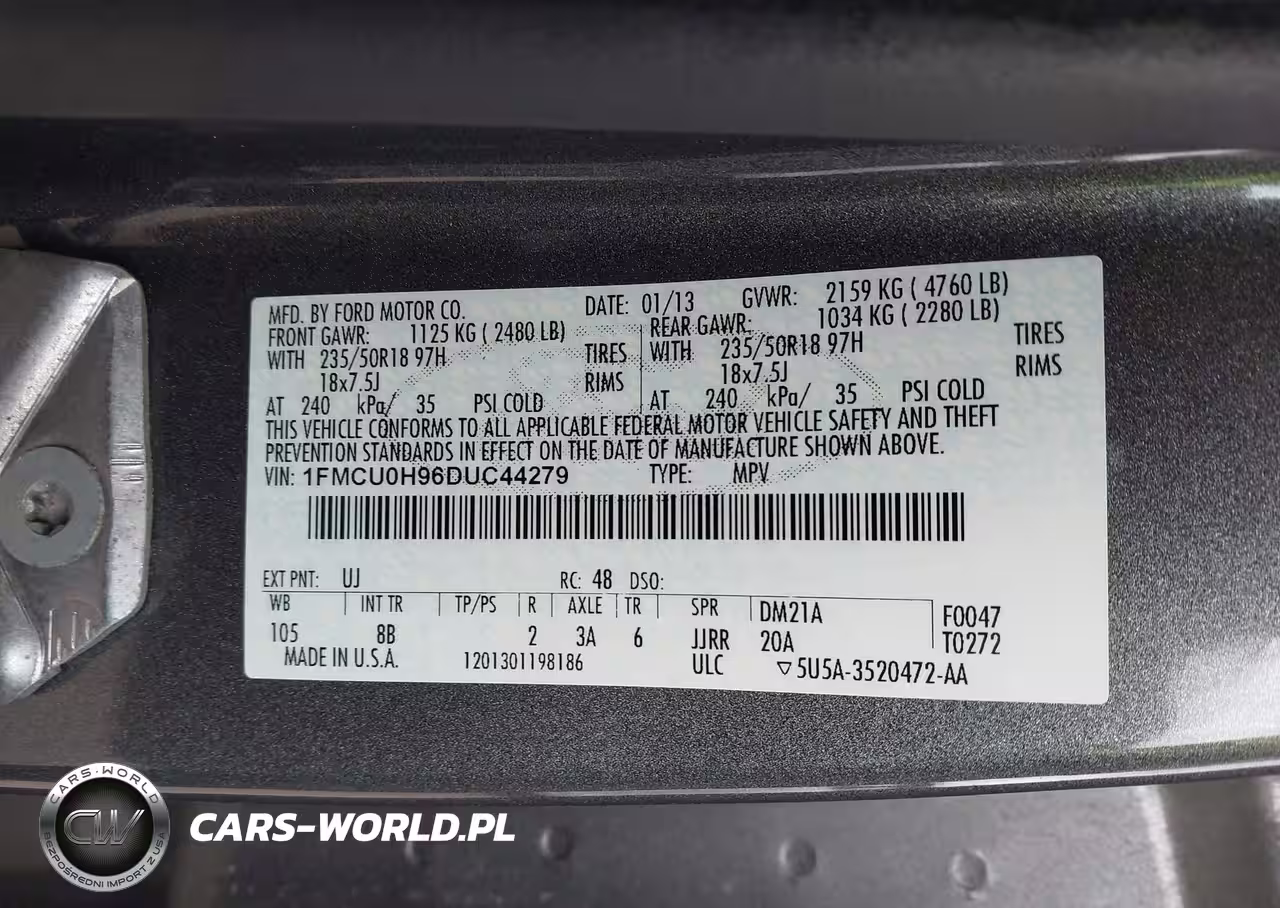 MFD. BY FORD MOTOR CO. DATE: 01/13 GVWR: 2159 KG ( 4760 LB)
FRONT GAWR: 1125 KG ( 2480 LB) REAR GAWR: 1034 KG ( 2280 LB)
WITH 235/50R18 97H TIRES WITH 235/50R18 97H TIRES
18x7.5J RIMS 18x7.5J RIMS
AT 240 kPa/ 35 PSI COLD AT 240 kPa/ 35 PSI COLD
THIS VEHICLE CONFORMS TO ALL APPLICABLE FEDERAL MOTOR VEHICLE SAFETY AND THEFT
PREVENTION STANDARDS IN EFFECT ON THE DATE OF MANUFACTURE SHOWN ABOVE.
VIN: 1FMCU0H96DUC44279 TYPE: MPV
EXT PNT: UJ RC: 48 DSO:
WB INT TR TP/PS R AXLE TR SPR DM21A F0047
105 8B 2 3A 6 JJRR 20A T0272
MADE IN U.S.A. 1201301198186 ULC ▽5U5A-3520472-AA
CARS-WORLD
CW
BEZPOŚREDNI IMPORT Z USA
CARS-WORLD.PL